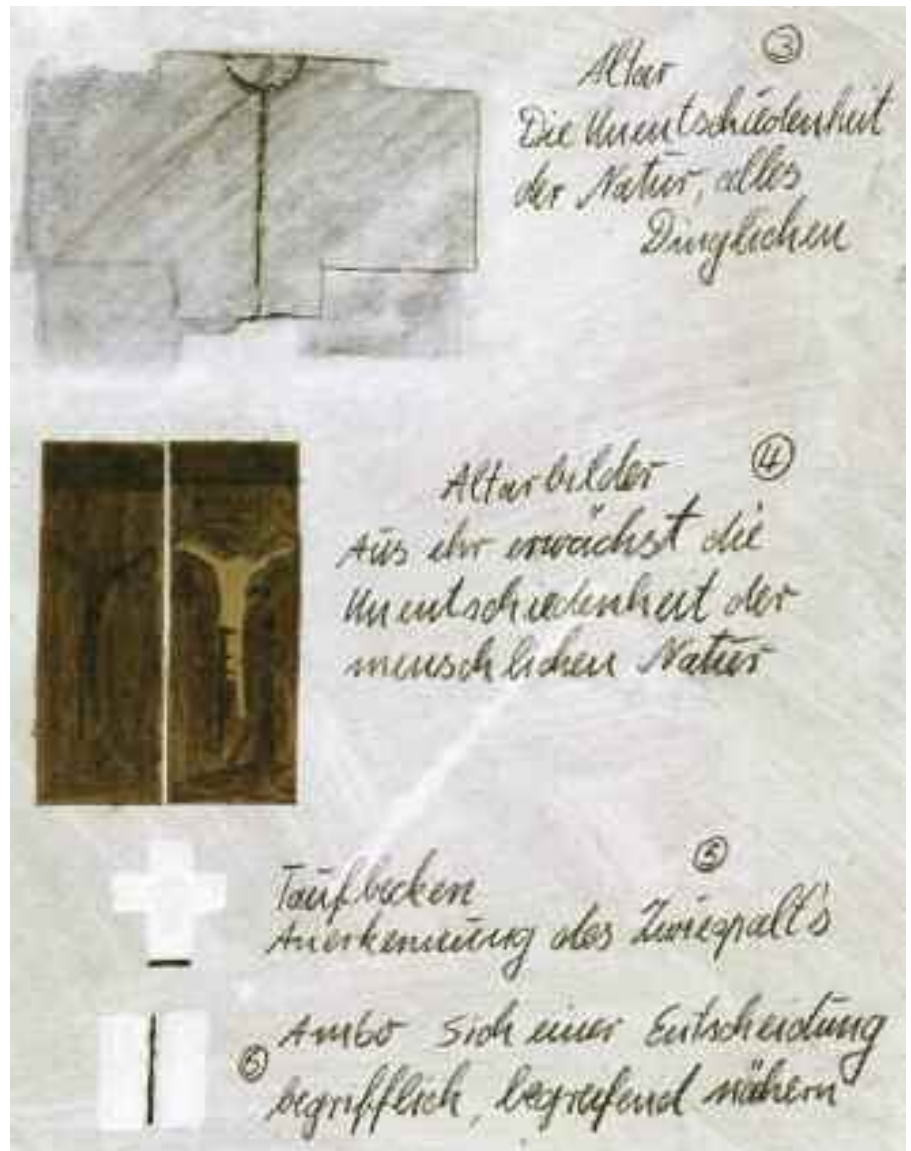 ③
Altar
Die Unentschiedenheit
der Natur, alles
Dinglichen
④
Altarbilder
Aus ihr erwächst die
Unentschiedenheit der
menschlichen Natur
⑤
Taufbecken
Anerkennung des Zwiespalt's
Ambo Sich einer Entscheidung
⑥ begrifflich, begreifend nähern